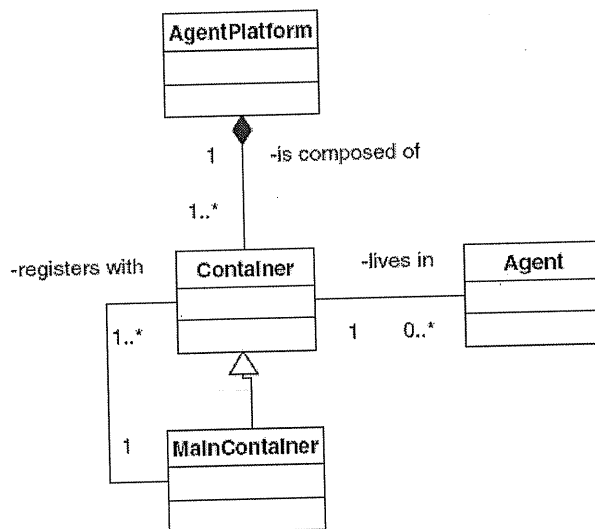 AgentPlatform
1 -is composed of
1..*
-registers with
Container
-lives in
Agent
1..*
1 0..*
1
MainContainer